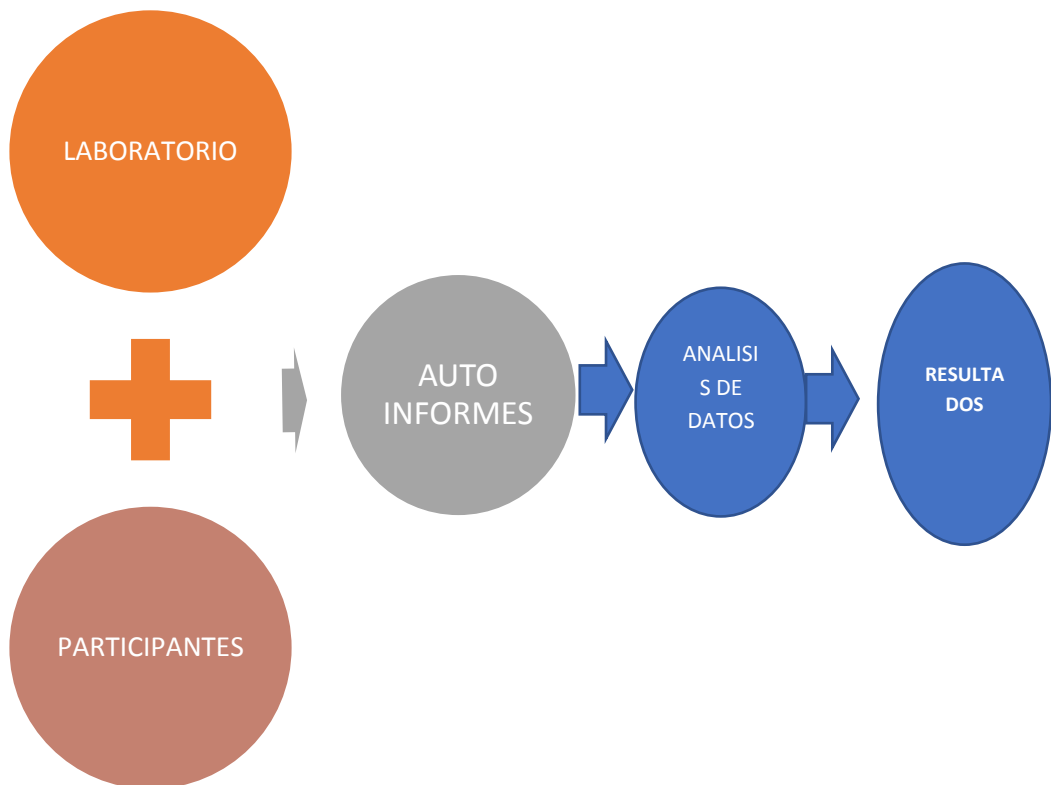 LABORATORIO
PARTICIPANTES
AUTO
INFORMES
ANALISI
S DE
DATOS
RESULTA
DOS